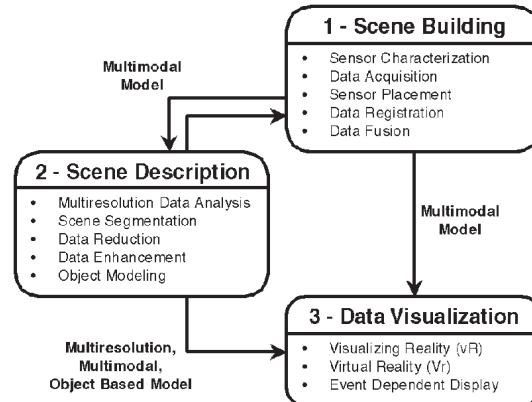 1 - Scene Building
• Sensor Characterization
• Data Acquisition
• Sensor Placement
• Data Registration
• Data Fusion
Multimodal
Model
2 - Scene Description
• Multiresolution Data Analysis
• Scene Segmentation
• Data Reduction
• Data Enhancement
• Object Modeling
Multimodal
Model
Multiresolution,
Multimodal,
Object Based Model
3 - Data Visualization
• Visualizing Reality (vR)
• Virtual Reality (Vr)
• Event Dependent Display